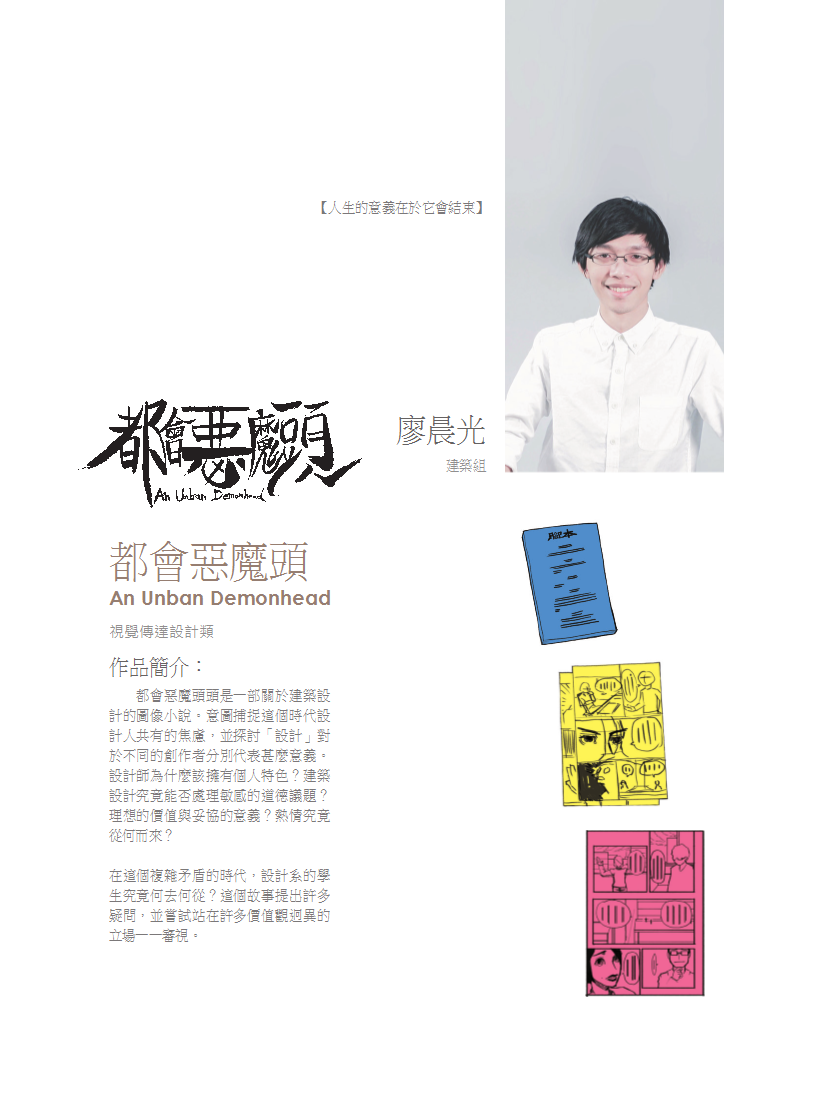 【人生的意義在於它會結束】
都會惡魔頭
An Unban Demonhead
廖晨光
建築組
腳本
都會惡魔頭
An Unban Demonhead
視覺傳達設計類
作品簡介：
都會惡魔頭頭是一部關於建築設
計的圖像小說。意圖捕捉這個時代設
計人共有的焦慮，並探討「設計」對
於不同的創作者分別代表甚麼意義。
設計師為什麼該擁有個人特色？建築
設計究竟能否處理敏感的道德議題？
理想的價值與妥協的意義？熱情究竟
從何而來？
在這個複雜矛盾的時代，設計系的學
生究竟何去何從？這個故事提出許多
疑問，並嘗試站在許多價值觀迥異的
立場一一審視。